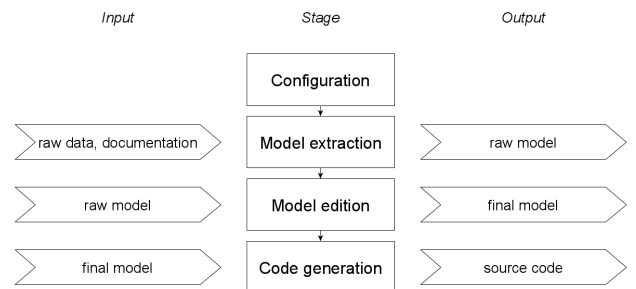 Input Stage Output
Configuration
raw data, documentation Model extraction raw model
raw model Model edition final model
final model Code generation source code